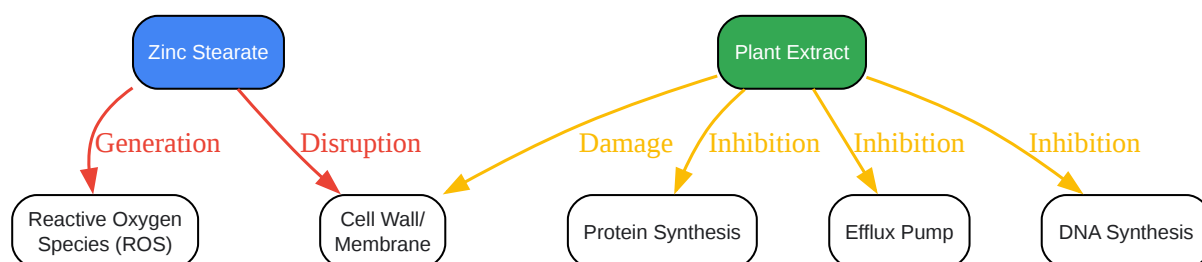 Zinc Stearate
Plant Extract
Generation
Disruption
Damage
Inhibition
Inhibition
Inhibition
Reactive Oxygen
Species (ROS)
Cell Wall/
Membrane
Protein Synthesis
Efflux Pump
DNA Synthesis